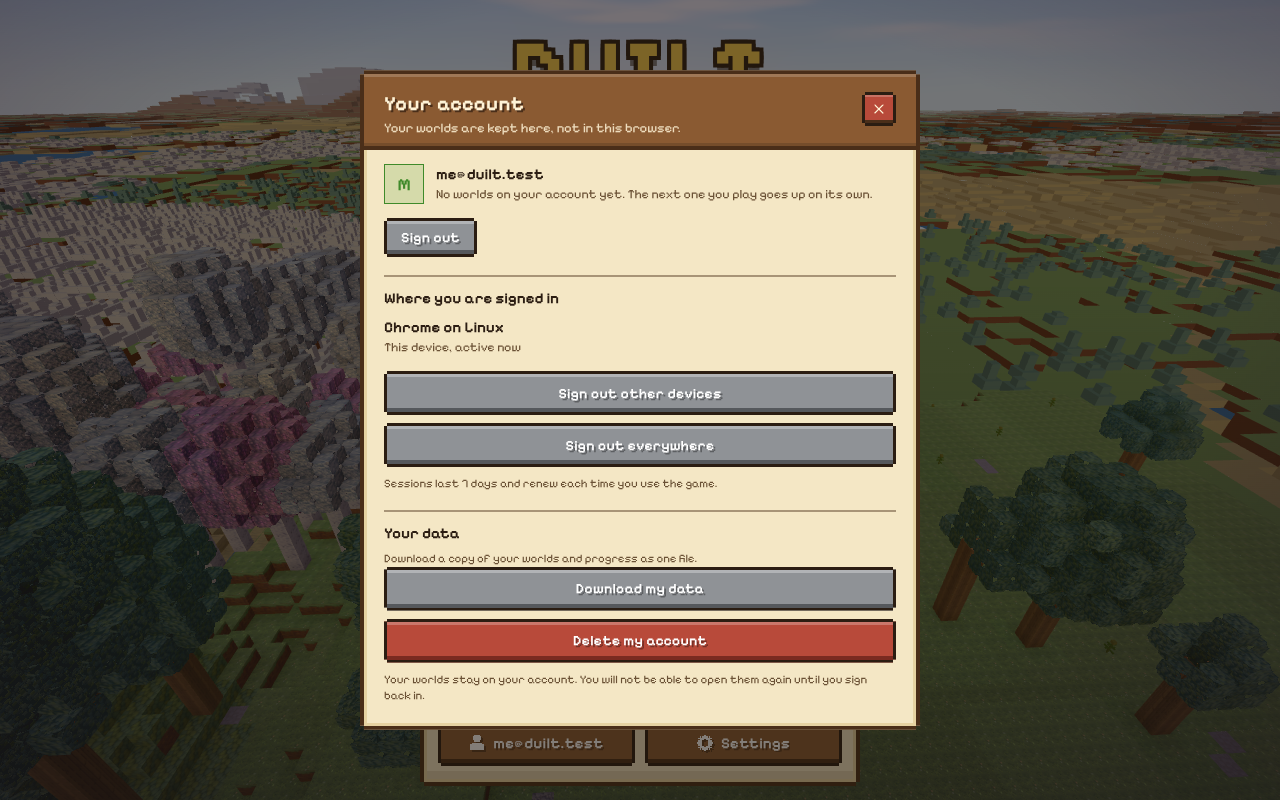 Your account
Your worlds are kept here, not in this browser.
M
me@duilt.test
No worlds on your account yet. The next one you play goes up on its own.
Sign out
Where you are signed in
Chrome on Linux
This device, active now
Sign out other devices
Sign out everywhere
Sessions last 7 days and renew each time you use the game.
Your data
Download a copy of your worlds and progress as one file.
Download my data
Delete my account
Your worlds stay on your account. You will not be able to open them again until you sign
back in.
me@duilt.test
Settings